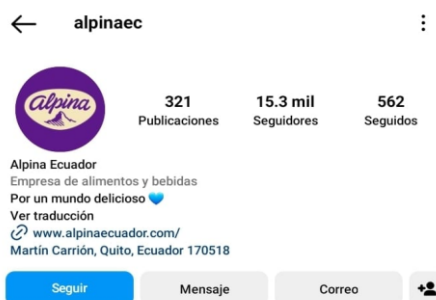 alpinaec
alpina
321 15.3 mil 562
Publicaciones Seguidores Seguidos
Alpina Ecuador
Empresa de alimentos y bebidas
Por un mundo delicioso 💙
Ver traducción
www.alpinaecuador.com/
Martín Carrión, Quito, Ecuador 170518
Seguir Mensaje Correo